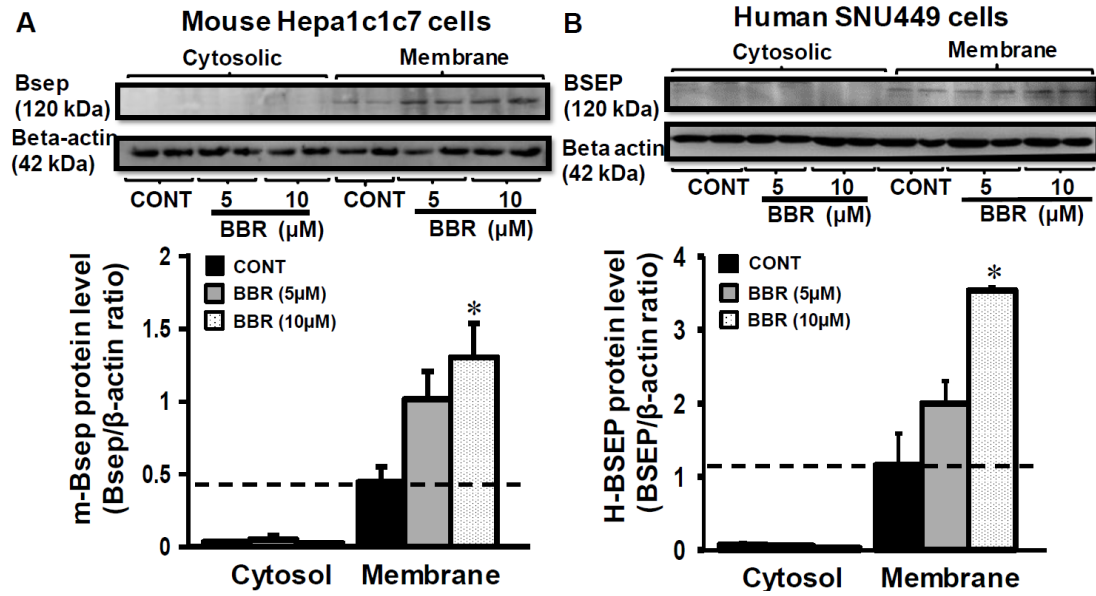 A
Mouse Hepa1c1c7 cells
Cytosolic
Membrane
Bsep
(120 kDa)
Beta-actin
(42 kDa)
CONT
5
10
CONT
5
10
BBR (µM)
BBR (µM)
2
1.5
1
0.5
0
m-Bsep protein level
(Bsep/β-actin ratio)
CONT
BBR (5µM)
BBR (10µM)
*
Cytosol
Membrane
B
Human SNU449 cells
Cytosolic
Membrane
BSEP
(120 kDa)
Beta actin
(42 kDa)
CONT
5
10
CONT
5
10
BBR (µM)
BBR (µM)
4
3
2
1
0
H-BSEP protein level
(BSEP/β-actin ratio)
CONT
BBR (5µM)
BBR (10µM)
*
Cytosol
Membrane